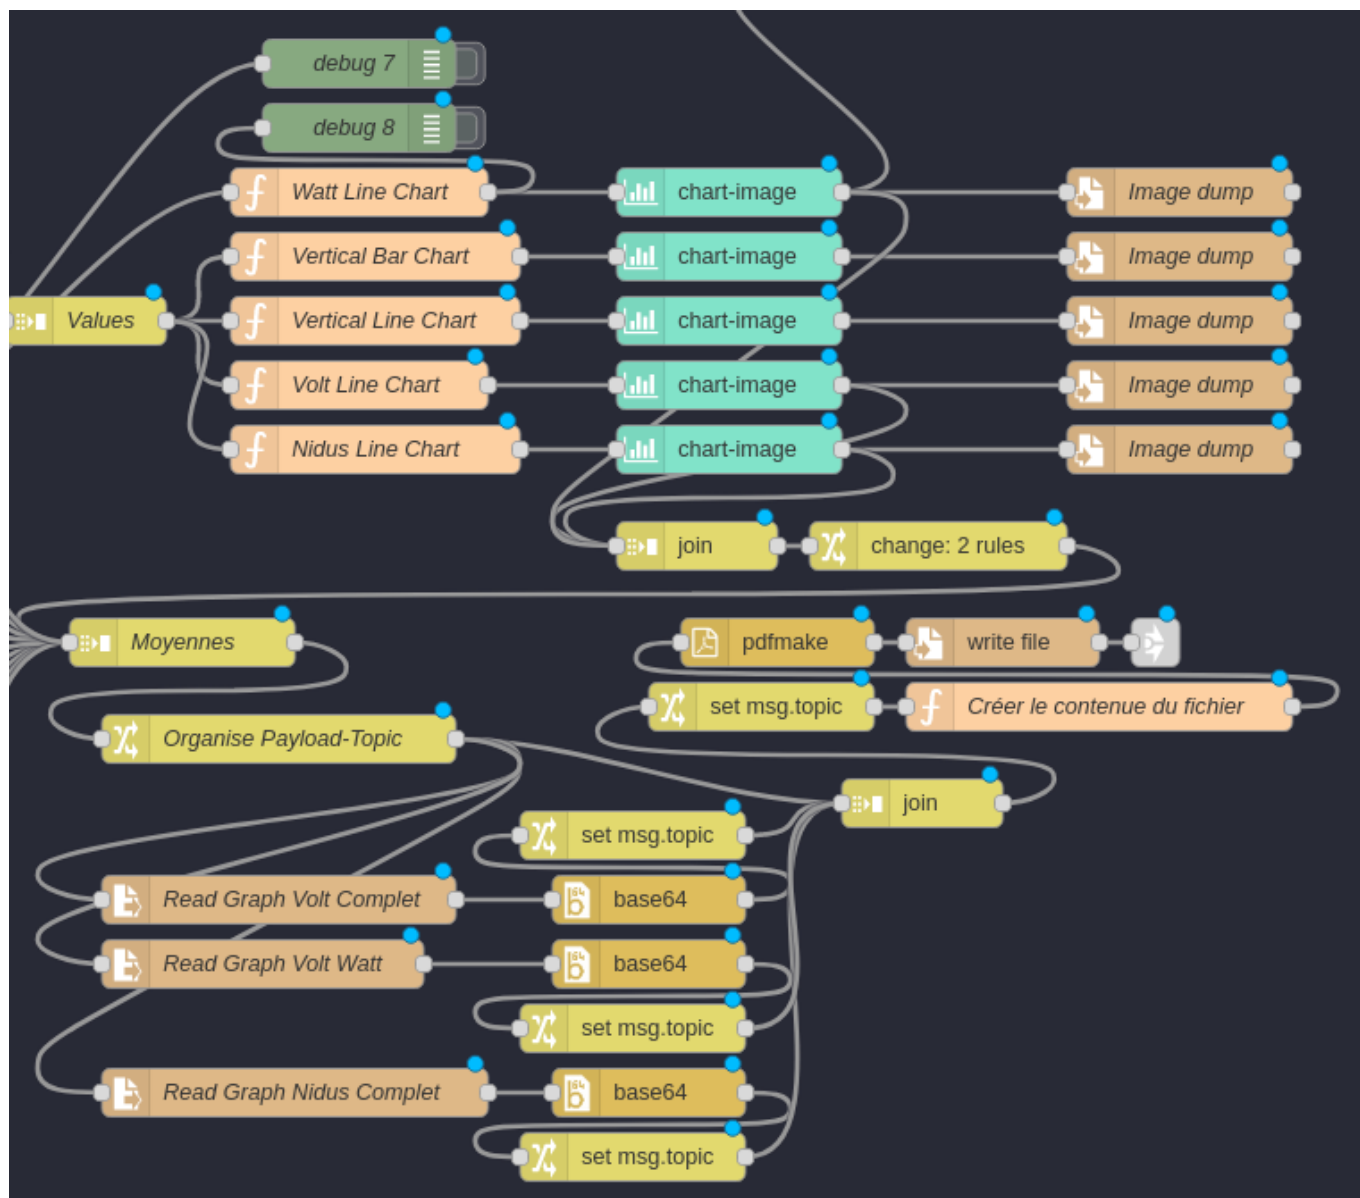 debug 7
debug 8
Watt Line Chart
chart-image
Image dump
Vertical Bar Chart
chart-image
Image dump
Values
Vertical Line Chart
chart-image
Image dump
Volt Line Chart
chart-image
Image dump
Nidus Line Chart
chart-image
Image dump
join
change: 2 rules
Moyennes
pdfmake
write file
set msg.topic
Créer le contenue du fichier
Organise Payload-Topic
join
set msg.topic
Read Graph Volt Complet
64
b
base64
Read Graph Volt Watt
64
b
base64
set msg.topic
Read Graph Nidus Complet
64
b
base64
set msg.topic